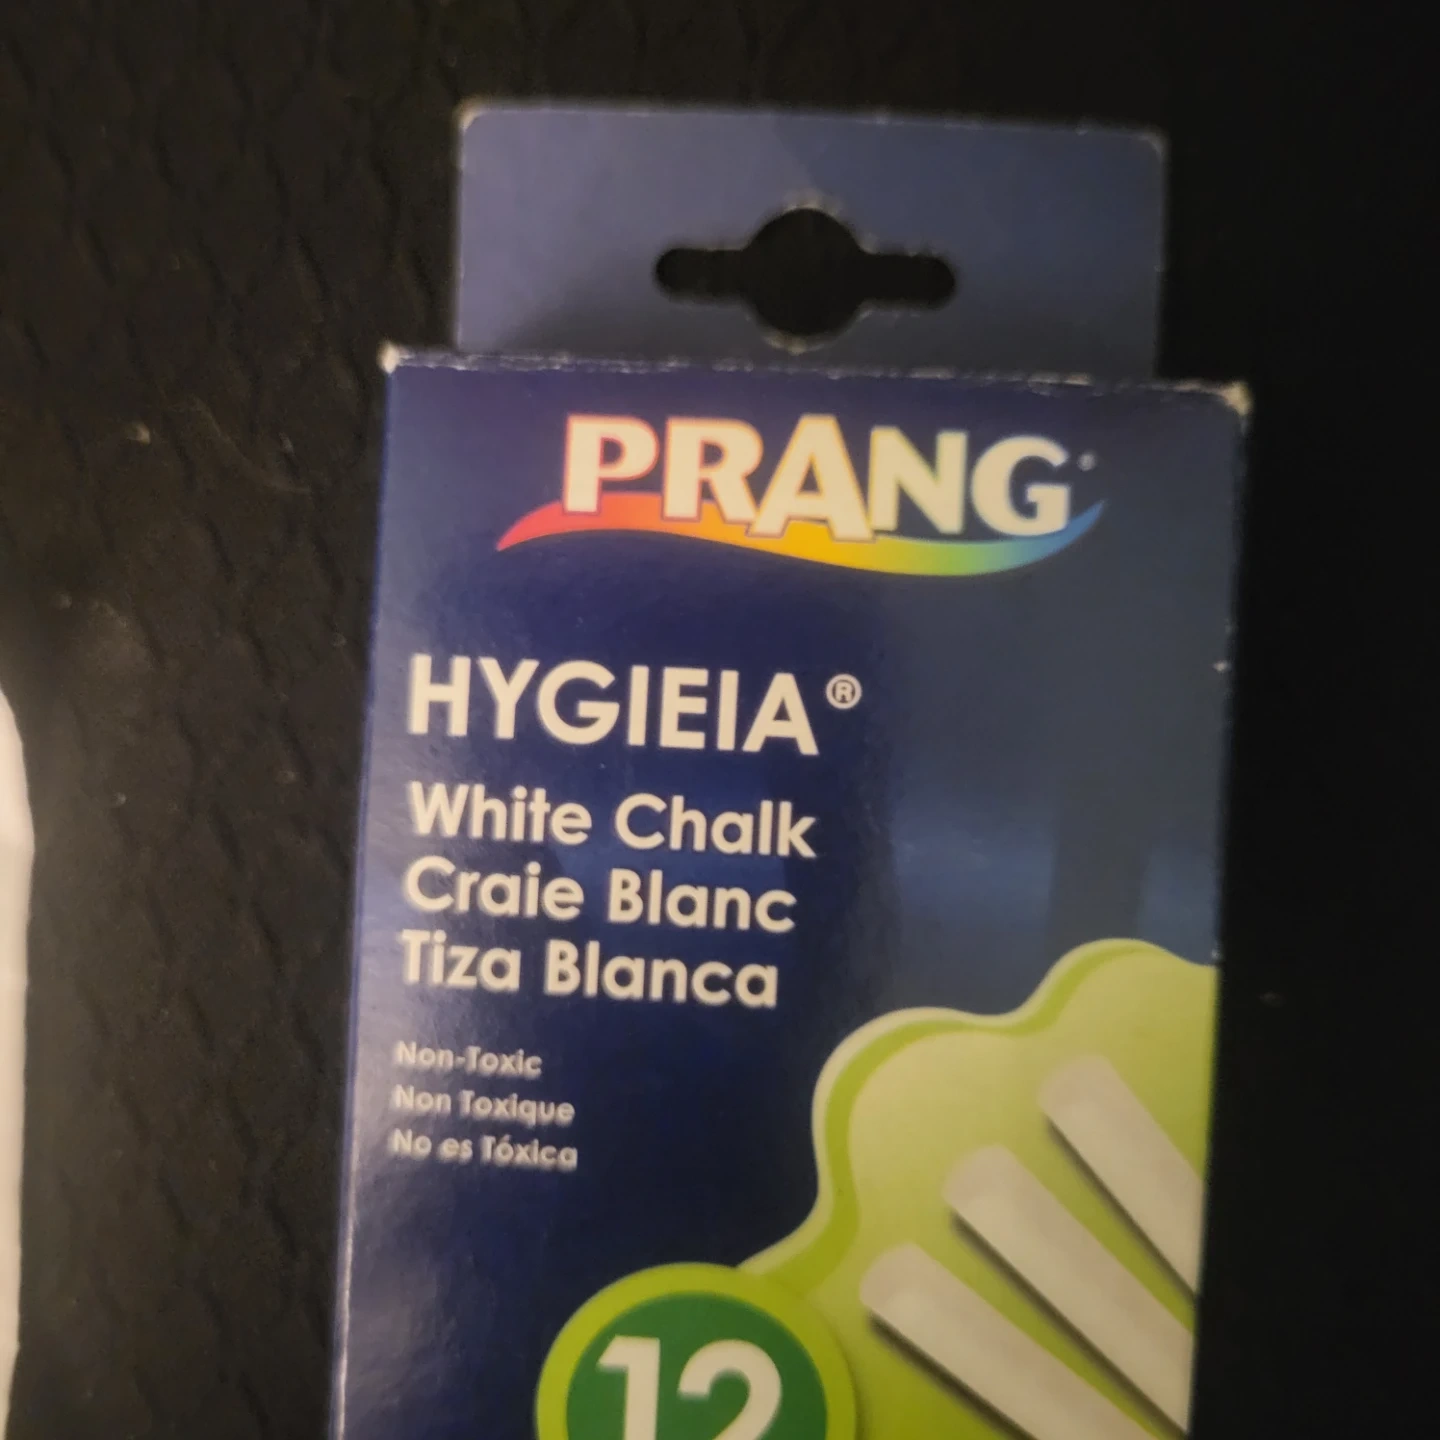 PRANG
HYGIEIA®
White Chalk
Craie Blanc
Tiza Blanca
Non-Toxic
Non Toxique
No es Tóxica
12